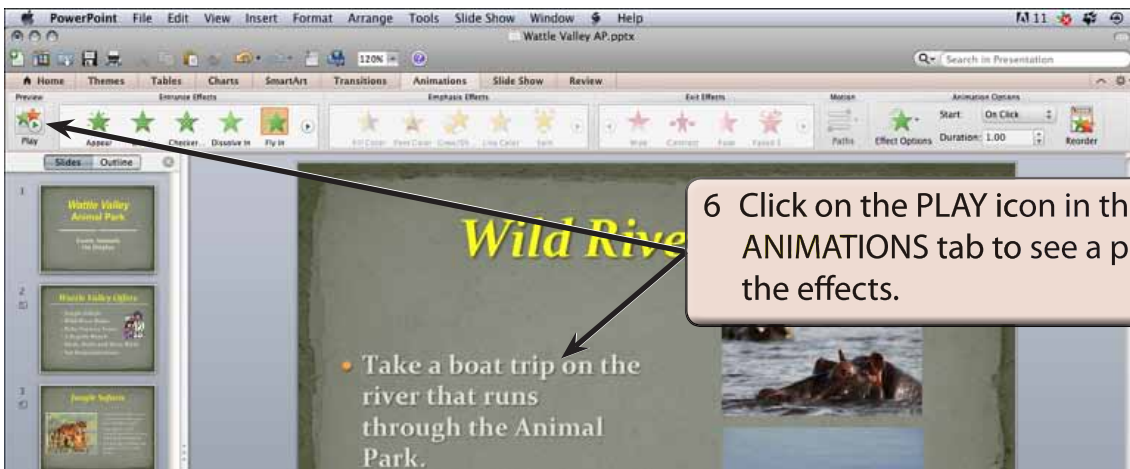 PowerPoint File Edit View Insert Format Arrange Tools Slide Show Window Help 11
Wattle Valley AP.pptx
120%
Search in Presentation
Home Themes Tables Charts SmartArt Transitions Animations Slide Show Review
Preview Entrance Effects Emphasis Effects Exit Effects Motion Animation Options
Start: On Click
Duration: 1.00
Play Appear Checker... Dissolve In Fly In Paths Effect Options Reorder
Slides Outline
1
Wattle Valley
Animal Park
2
Wattle Valley Offers
3
Jungle Safaris
Wild Rive
6 Click on the PLAY icon in th
ANIMATIONS tab to see a p
the effects.
• Take a boat trip on the
river that runs
through the Animal
Park.